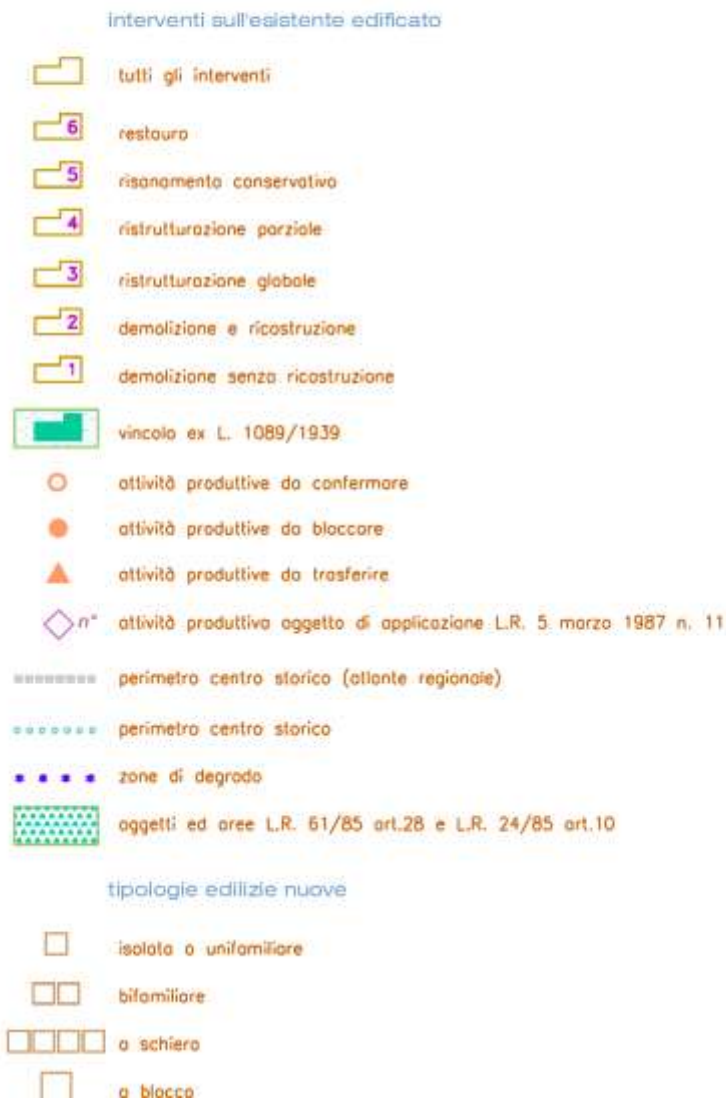 interventi sull'esistente edificato
tutti gli interventi
6 restauro
5 risanamento conservativo
4 ristrutturazione parziale
3 ristrutturazione globale
2 demolizione e ricostruzione
1 demolizione senza ricostruzione
vincolo ex L. 1089/1939
attività produttive da confermare
attività produttive da bloccare
attività produttive da trasferire
n° attività produttiva oggetto di applicazione L.R. 5 marzo 1987 n. 11
perimetro centro storico (atlante regionale)
perimetro centro storico
zone di degrado
oggetti ed aree L.R. 61/85 art.28 e L.R. 24/85 art.10
tipologie edilizie nuove
isolata o unifamiliare
bifamiliare
a schiera
a blocco